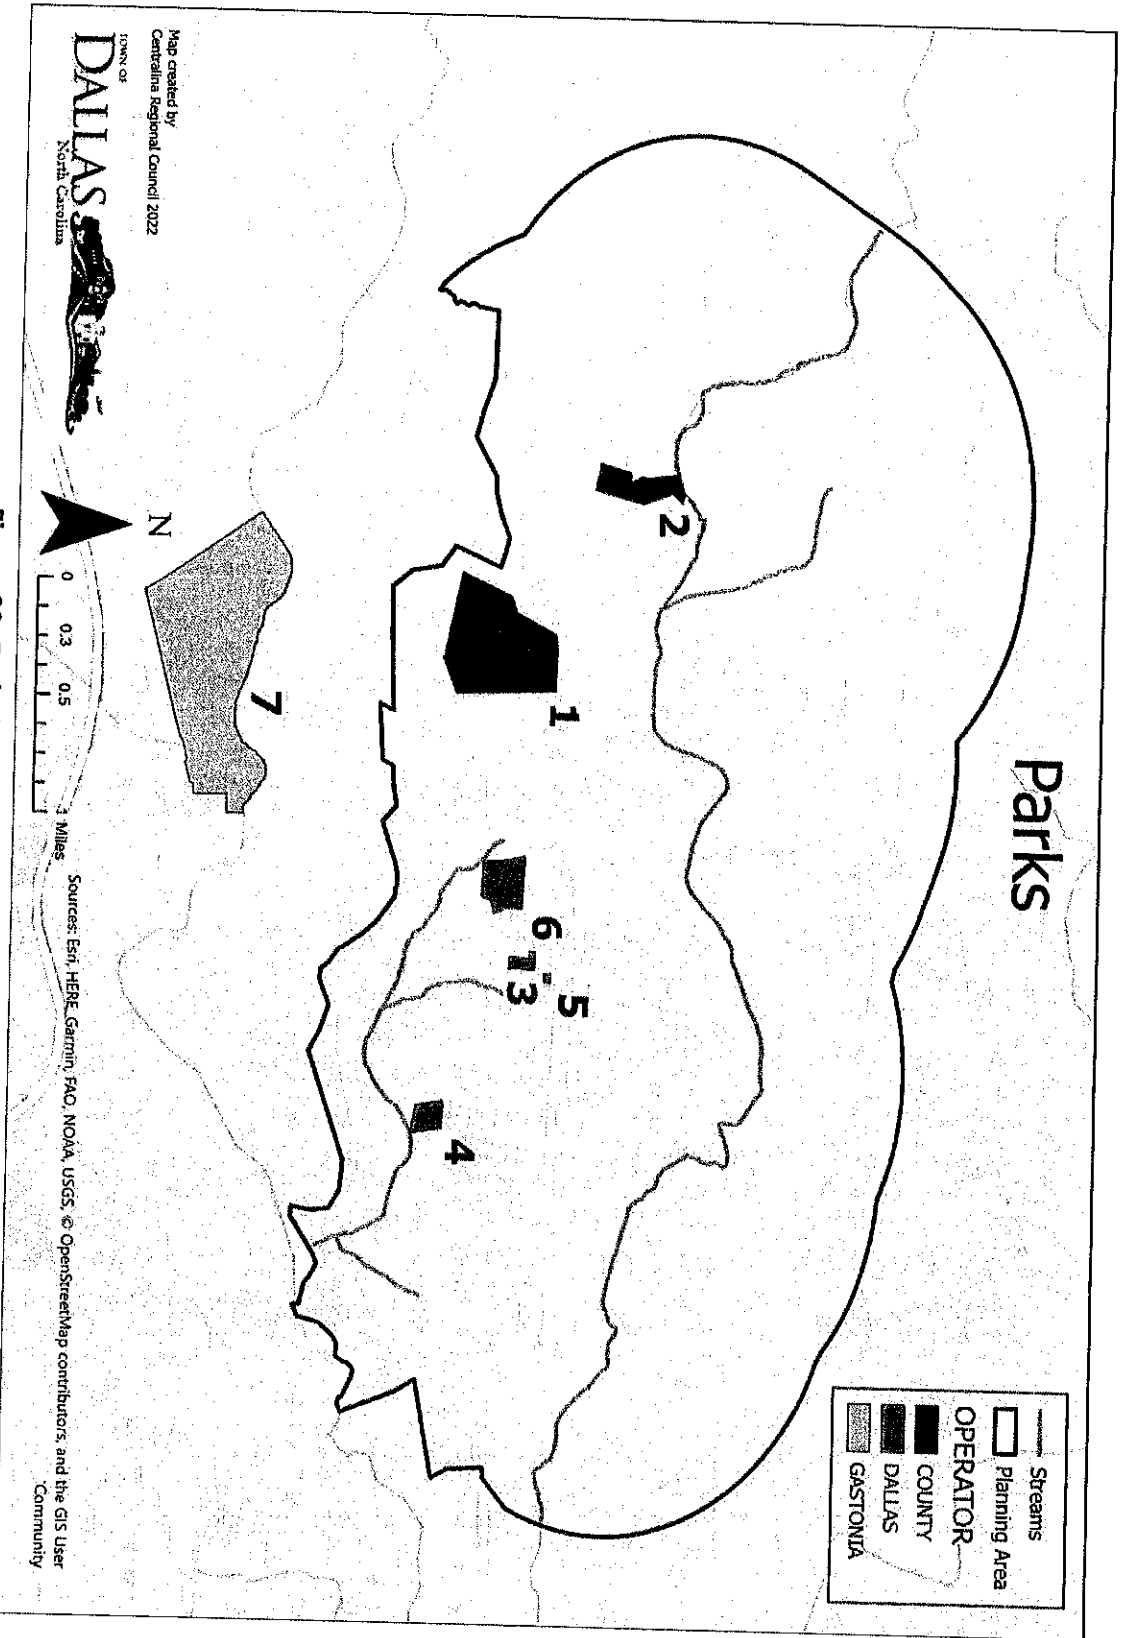 Parks
Streams
Planning Area
OPERATOR
COUNTY
DALLAS
GASTONIA
2
1
6
5
3
4
7
Map created by
Centralina Regional Council 2022
TOWN OF
DALLAS
North Carolina
N
0 0.3 0.5 1 Miles
Sources: Esri, HERE, Garmin, FAO, NOAA, USGS, © OpenStreetMap contributors, and the GIS User
Community